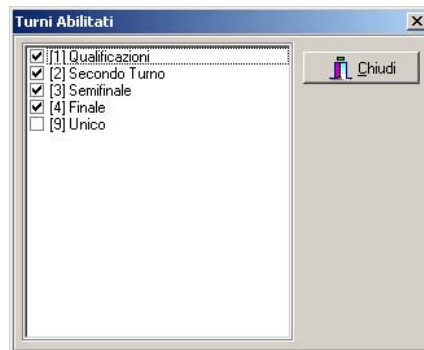 Turni Abilitati
[1] Qualificazioni
[2] Secondo Turno
[3] Semifinale
[4] Finale
[9] Unico
Chiudi